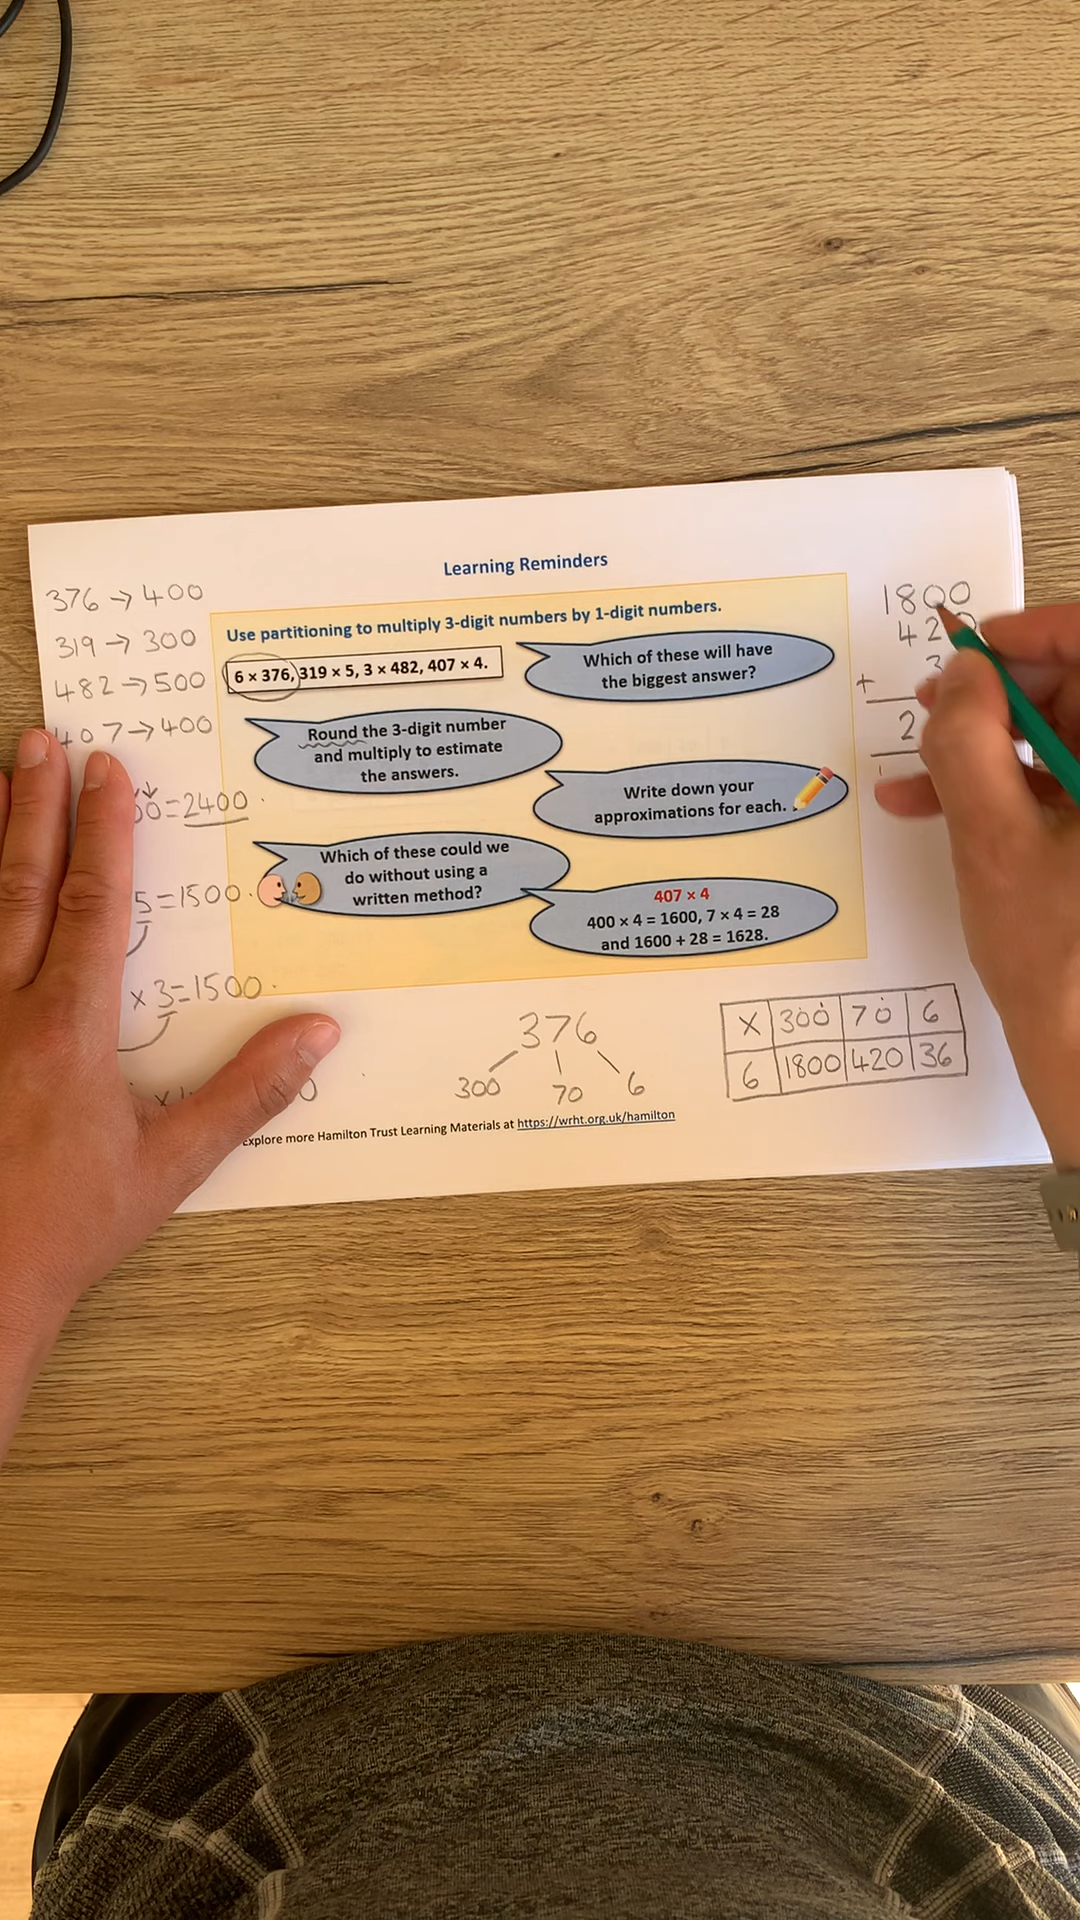 Learning Reminders
376 → 400
319 → 300
482 → 500
407 → 400
=2400
5 = 1500
× 3 = 1500
Use partitioning to multiply 3-digit numbers by 1-digit numbers.
6 × 376, 319 × 5, 3 × 482, 407 × 4.
Which of these will have
the biggest answer?
Round the 3-digit number
and multiply to estimate
the answers.
Write down your
approximations for each.
Which of these could we
do without using a
written method?
407 × 4
400 × 4 = 1600, 7 × 4 = 28
and 1600 + 28 = 1628.
1800
42
3
+
2
376
300 70 6
X 300 70 6
6 1800 420 36
Explore more Hamilton Trust Learning Materials at https://wrht.org.uk/hamilton